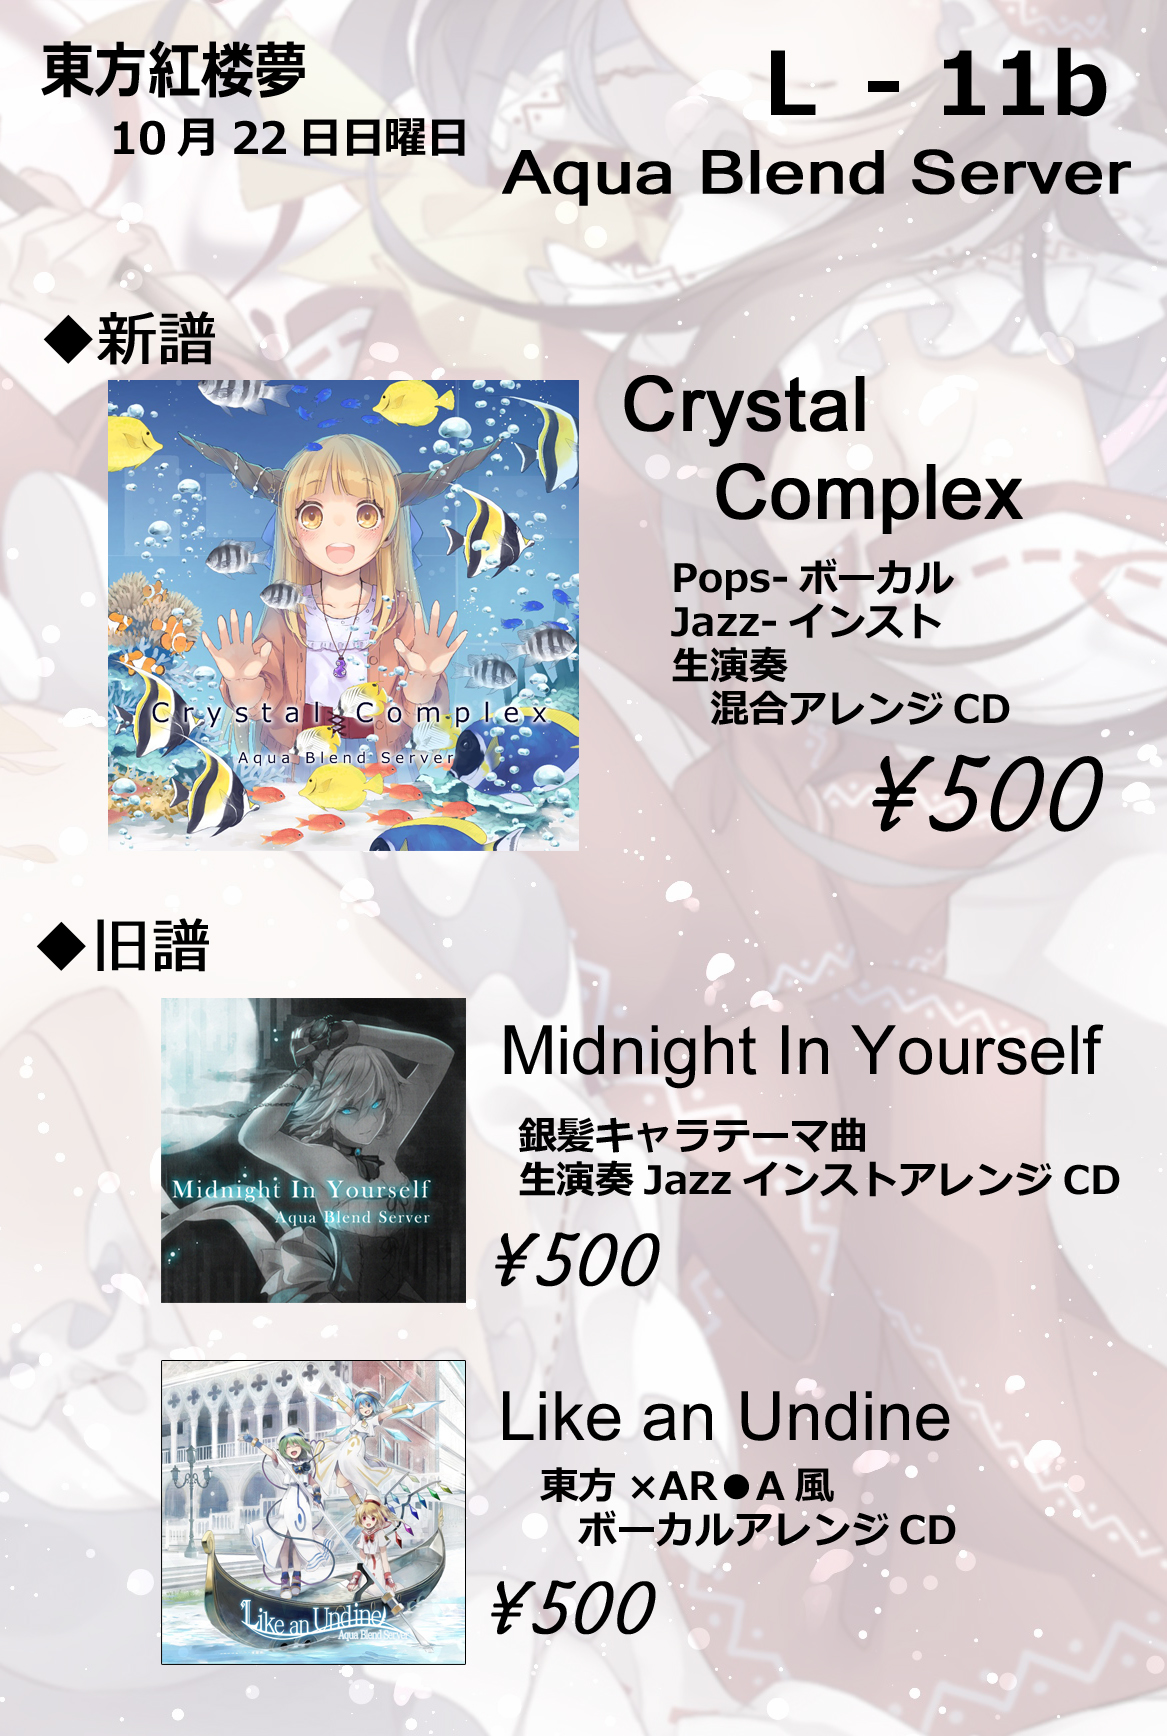 東方紅楼夢
10月22日日曜日
L - 11b
Aqua Blend Server
◆新譜
Crystal Complex
Aqua Blend Server
Crystal
Complex
Pops-ボーカル
Jazz-インスト
生演奏
混合アレンジCD
¥500
◆旧譜
Midnight In Yourself
Aqua Blend Server
Midnight In Yourself
銀髪キャラテーマ曲
生演奏Jazzインストアレンジ CD
¥500
Like an Undine
Aqua Blend Server
Like an Undine
東方×AR●A風
ボーカルアレンジCD
¥500